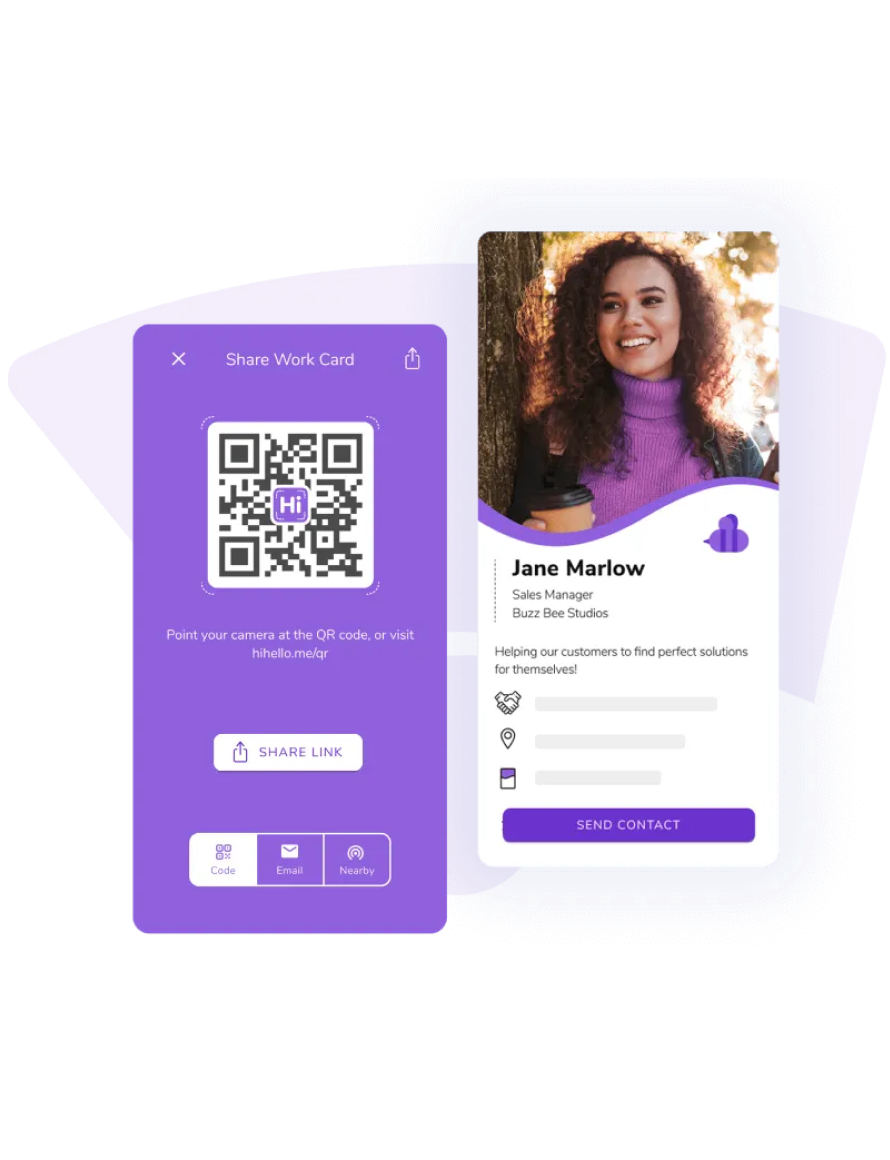 Share Work Card
Hi
Point your camera at the QR code, or visit
hihello.me/qr
SHARE LINK
Code
Email
Nearby
Jane Marlow
Sales Manager
Buzz Bee Studios
Helping our customers to find perfect solutions
for themselves!
SEND CONTACT